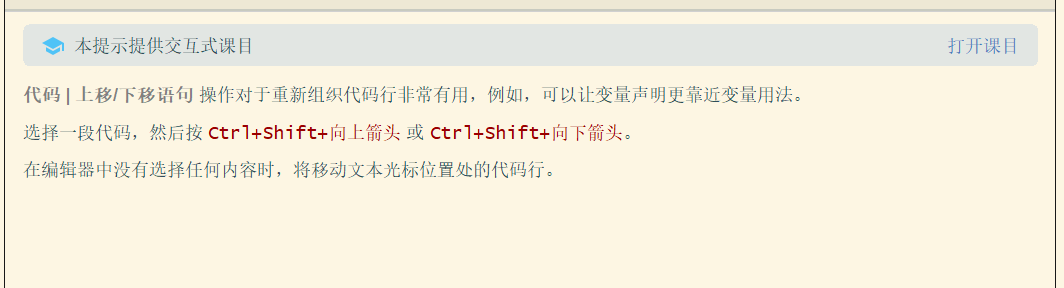 本提示提供交互式课目 打开课目
代码 | 上移/下移语句 操作对于重新组织代码行非常有用，例如，可以让变量声明更靠近变量用法。
选择一段代码，然后按 Ctrl+Shift+向上箭头 或 Ctrl+Shift+向下箭头。
在编辑器中没有选择任何内容时，将移动文本光标位置处的代码行。